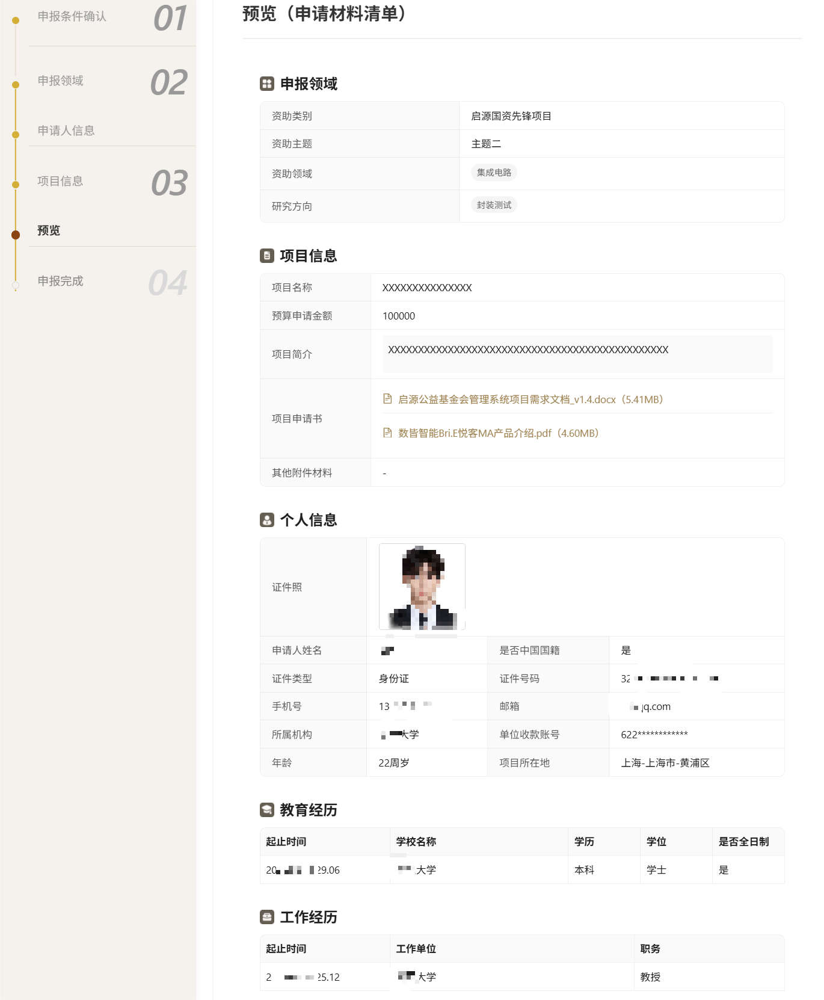 申报条件确认
01
申报领域
02
申请人信息
项目信息
03
预览
申报完成
04
预览（申请材料清单）
申报领域
资助类别 启源国资先锋项目
资助主题 主题二
资助领域 集成电路
研究方向 封装测试
项目信息
项目名称 XXXXXXXXXXXXXXX
预算申请金额 100000
项目简介 XXXXXXXXXXXXXXXXXXXXXXXXXXXXXXXXXXXXXXXXXXXXXXX
项目申请书
启源公益基金会管理系统项目需求文档_v1.4.docx（5.41MB）
数皆智能Bri.E悦客MA产品介绍.pdf（4.60MB）
其他附件材料 -
个人信息
证件照
申请人姓名 是否中国国籍 是
证件类型 身份证 证件号码 32
手机号 13 邮箱 qq.com
所属机构 大学 单位收款账号 622************
年龄 22周岁 项目所在地 上海-上海市-黄浦区
教育经历
起止时间 学校名称 学历 学位 是否全日制
20 29.06 大学 本科 学士 是
工作经历
起止时间 工作单位 职务
2 25.12 大学 教授